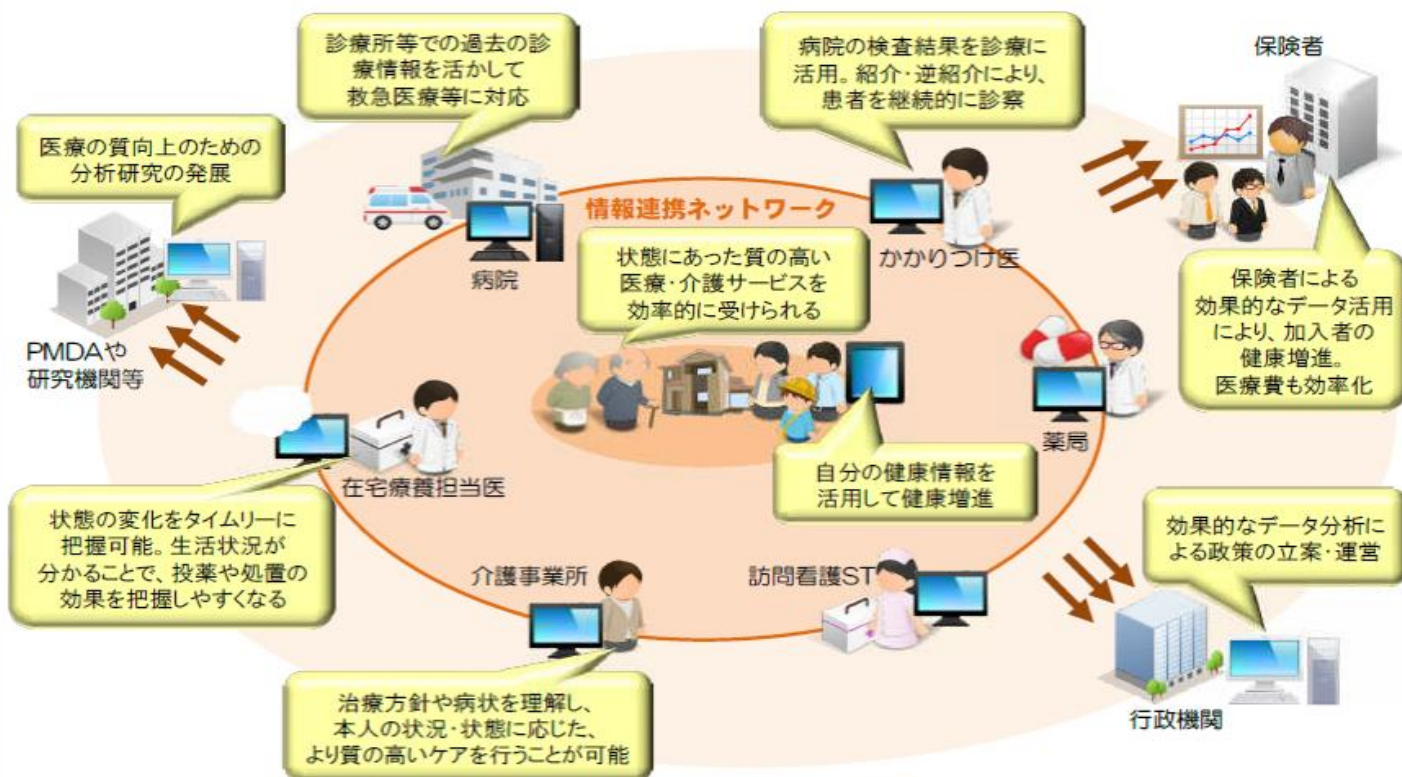 診療所等での過去の診
療情報を活かして
救急医療等に対応
病院の検査結果を診療に
活用。紹介・逆紹介により、
患者を継続的に診察
保険者
医療の質向上のための
分析研究の発展
情報連携ネットワーク
病院
かかりつけ医
状態にあった質の高い
医療・介護サービスを
効率的に受けられる
保険者による
効果的なデータ活用
により、加入者の
健康増進。
医療費も効率化
PMDAや
研究機関等
薬局
在宅療養担当医
自分の健康情報を
活用して健康増進
状態の変化をタイムリーに
把握可能。生活状況が
分かることで、投薬や処置の
効果を把握しやすくなる
効果的なデータ分析に
よる政策の立案・運営
介護事業所
訪問看護ST
治療方針や病状を理解し、
本人の状況・状態に応じた、
より質の高いケアを行うことが可能
行政機関